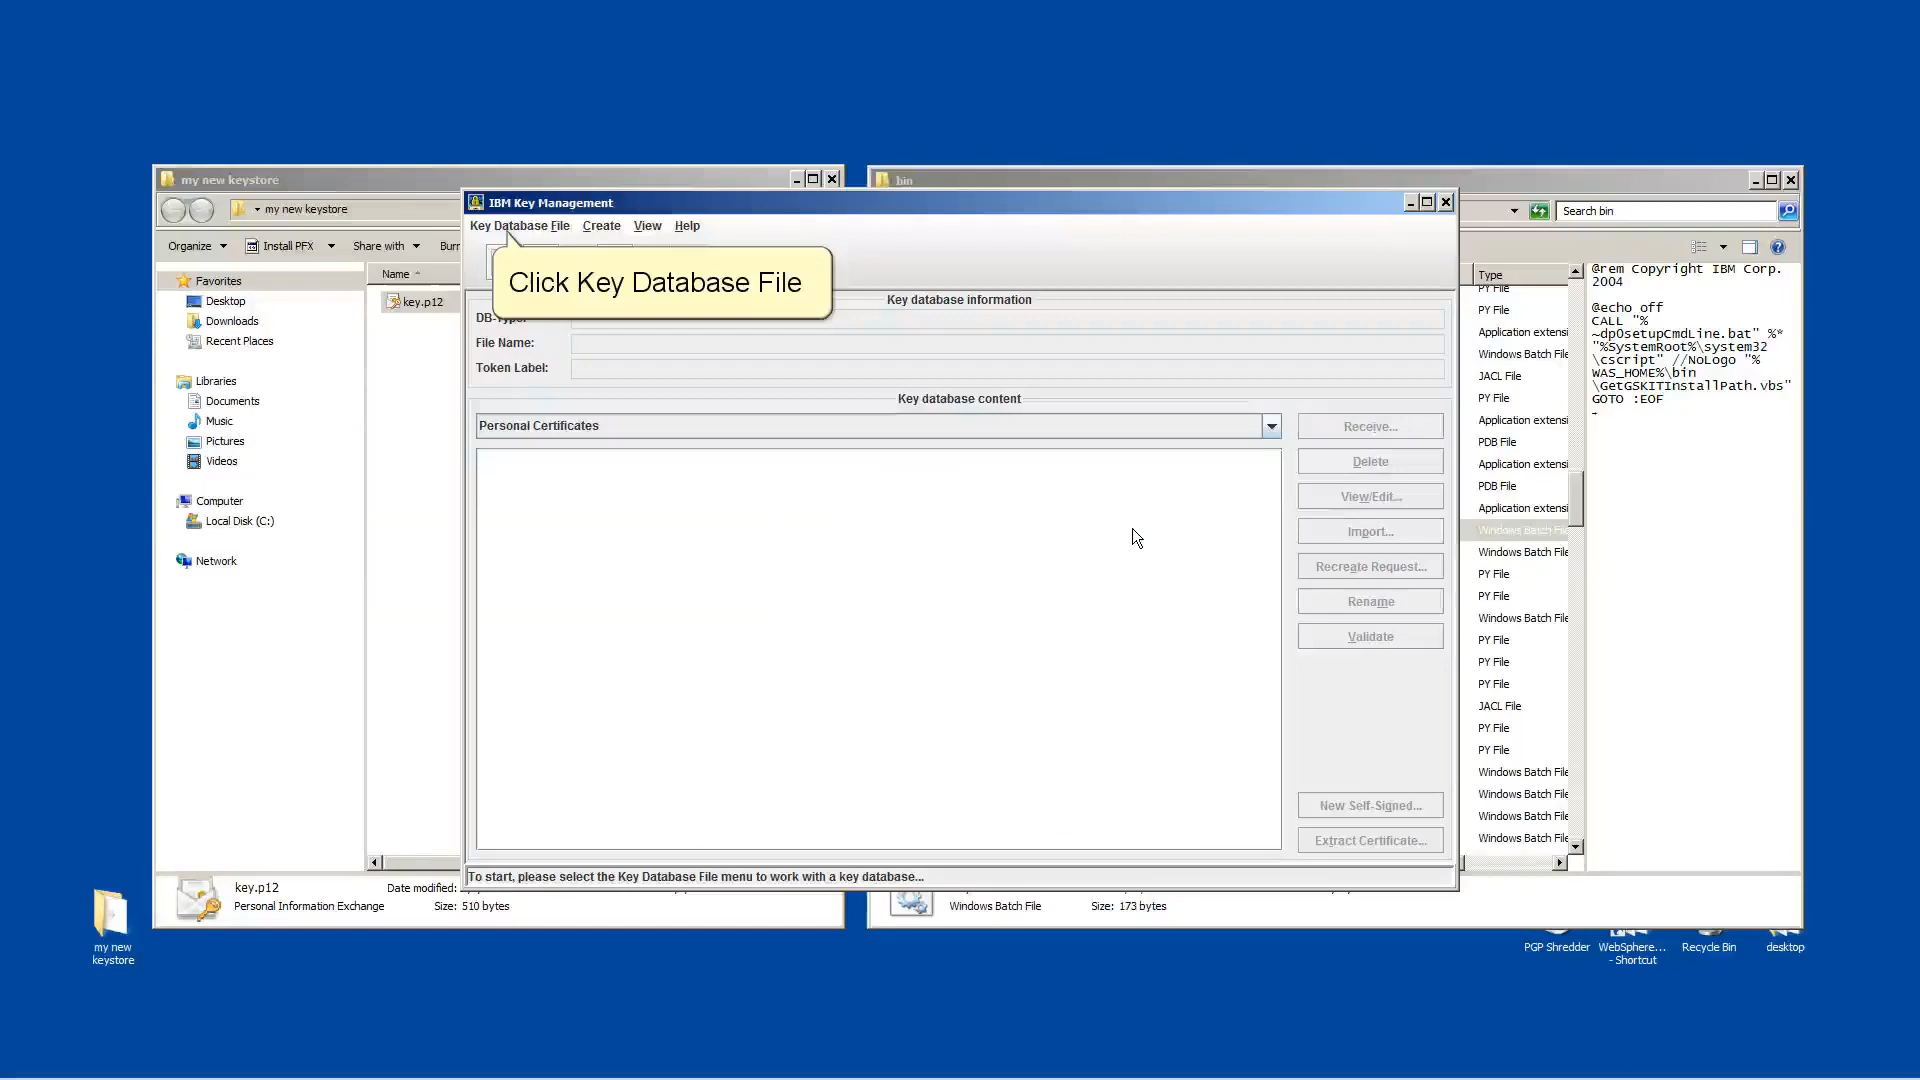 my new keystore
my new keystore
Organize
Install PFX
Share with
Burn
Favorites
Desktop
Downloads
Recent Places
Libraries
Documents
Music
Pictures
Videos
Computer
Local Disk (C:)
Network
Name
key.p12
key.p12
Personal Information Exchange
Date modified:
Size: 510 bytes
IBM Key Management
Key Database File Create View Help
Click Key Database File
Key database information
DB-Type:
File Name:
Token Label:
Key database content
Personal Certificates
Receive...
Delete
View/Edit...
Import...
Recreate Request...
Rename
Validate
New Self-Signed...
Extract Certificate...
To start, please select the Key Database File menu to work with a key database...
bin
Search bin
Type
PY File
PY File
Application extensi
Windows Batch File
JACL File
PY File
Application extensi
PDB File
Application extensi
PDB File
Application extensi
Windows Batch File
Windows Batch File
PY File
PY File
Windows Batch File
PY File
PY File
PY File
JACL File
PY File
PY File
Windows Batch File
Windows Batch File
Windows Batch File
Windows Batch File
@rem Copyright IBM Corp.
2004
@echo off
CALL "%
~dp0setupCmdLine.bat" %*
"%SystemRoot%\system32
\cscript" //NoLogo "%
WAS_HOME%\bin
\GetGSKITInstallPath.vbs"
GOTO :EOF
Windows Batch File
Size: 173 bytes
my new
keystore
PGP Shredder
WebSphere...
- Shortcut
Recycle Bin
desktop